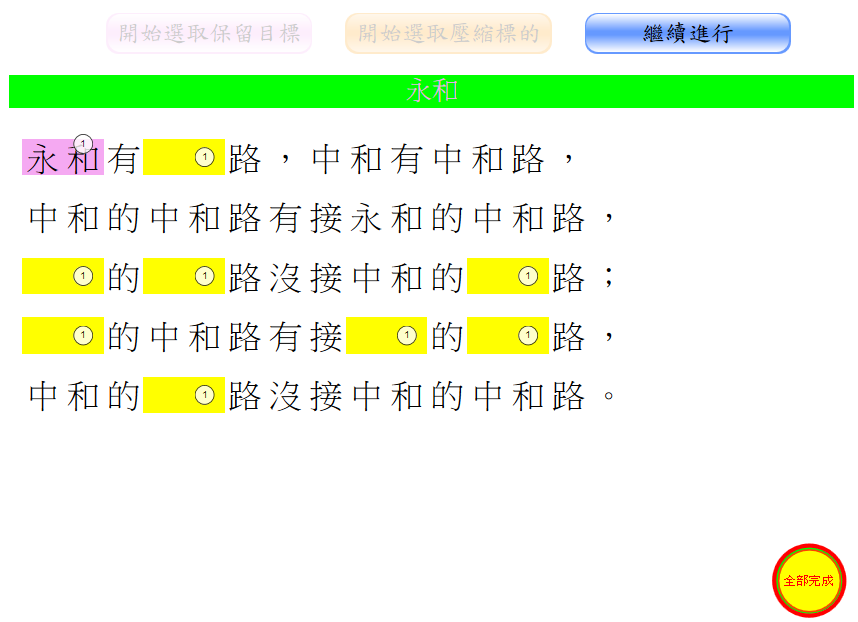 開始選取保留目標 開始選取壓縮標的 繼續進行
永和
永和①有①路，中和有中和路，
中和的中和路有接永和的中和路，
①的①路沒接中和的①路；
①的中和路有接①的①路，
中和的①路沒接中和的中和路。
全部完成